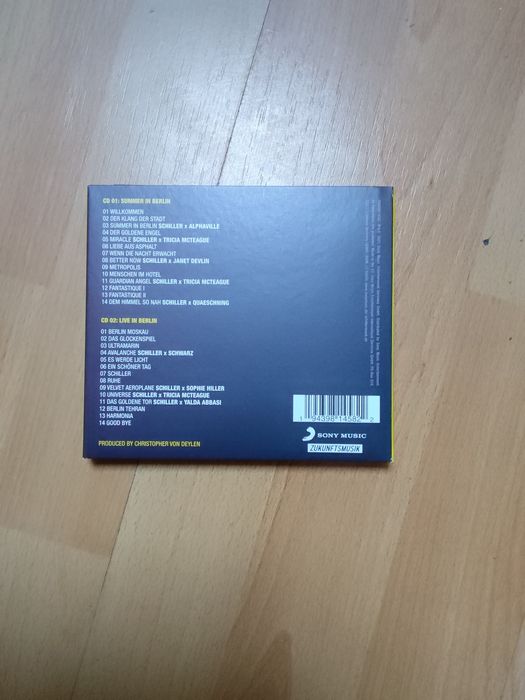 CD 01: SUMMER IN BERLIN
01 WILLKOMMEN
02 DER KLANG DER STADT
03 SUMMER IN BERLIN SCHILLER x ALPHAVILLE
04 DER GOLDENE ENGEL
05 MIRACLE SCHILLER x TRICIA MCTEAGUE
06 LIEBE AUS ASPHALT
07 WENN DIE NACHT ERWACHT
08 BETTER NOW SCHILLER x JANET DEVLIN
09 METROPOLIS
10 MENSCHEN IM HOTEL
11 GUARDIAN ANGEL SCHILLER x TRICIA MCTEAGUE
12 FANTASTIQUE I
13 FANTASTIQUE II
14 DEM HIMMEL SO NAH SCHILLER x QUAESCHNING
CD 02: LIVE IN BERLIN
01 BERLIN MOSKAU
02 DAS GLOCKENSPIEL
03 ULTRAMARIN
04 AVALANCHE SCHILLER x SCHWARZ
05 ES WERDE LICHT
06 EIN SCHÖNER TAG
07 SCHILLER
08 RUHE
09 VELVET AEROPLANE SCHILLER x SOPHIE HILLER
10 UNIVERSE SCHILLER x TRICIA MCTEAGUE
11 DAS GOLDENE TOR SCHILLER x YALDA ABBASI
12 BERLIN TEHRAN
13 HARMONIA
14 GOOD BYE
PRODUCED BY CHRISTOPHER VON DEYLEN
1 94398 14582 2
SONY MUSIC
ZUKUNFTSMUSIK